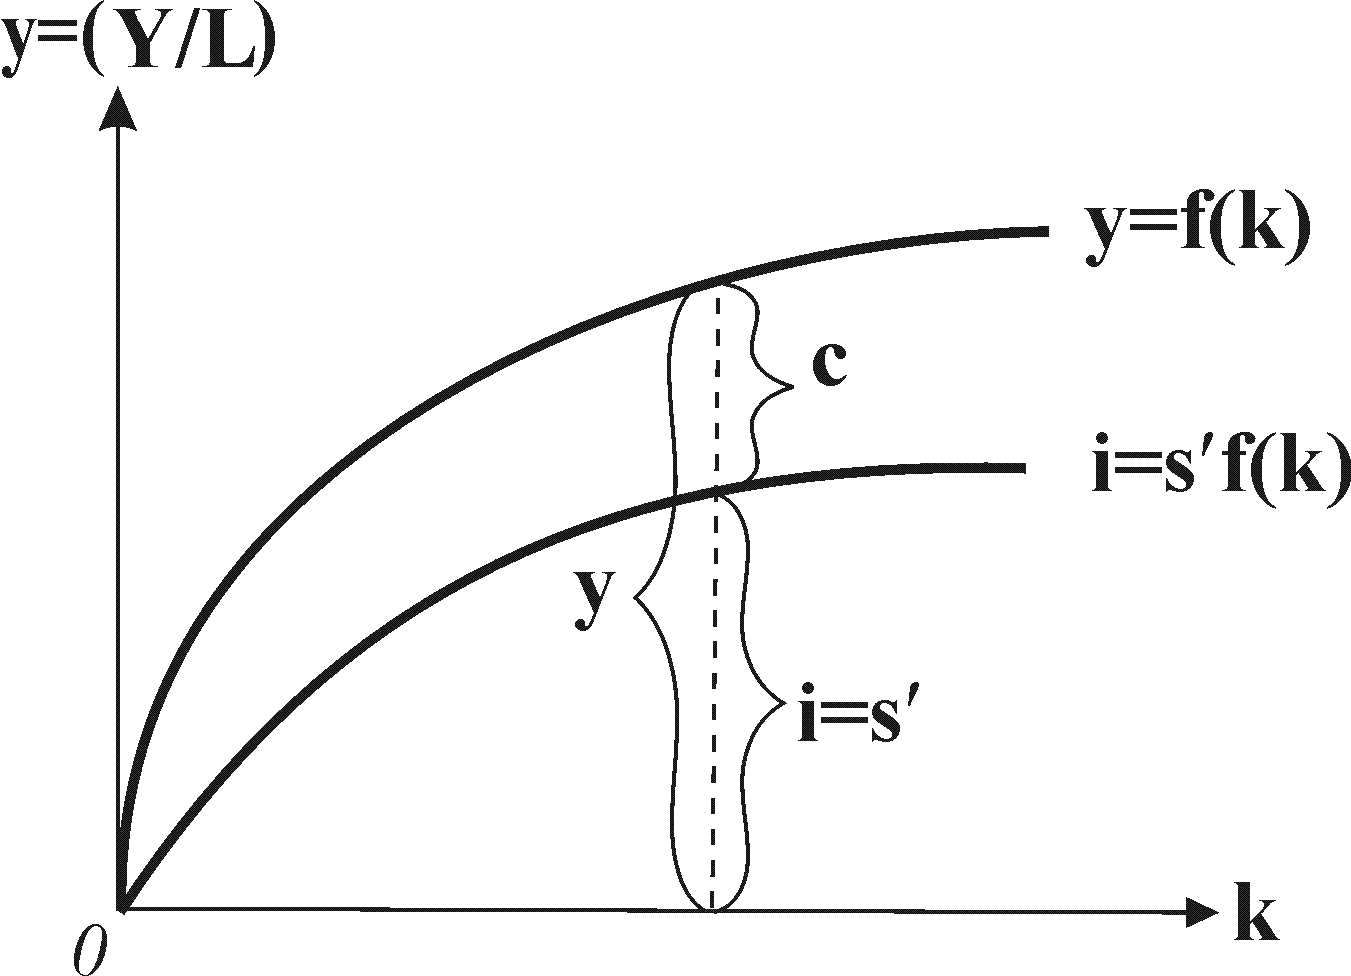 y=(Y/L)
y=f(k)
c
i=s′f(k)
y
i=s′
k
0